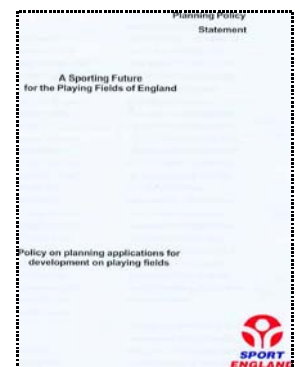 Planning Policy
Statement
A Sporting Future
for the Playing Fields of England
Policy on planning applications for
development on playing fields
SPORT
ENGLAND